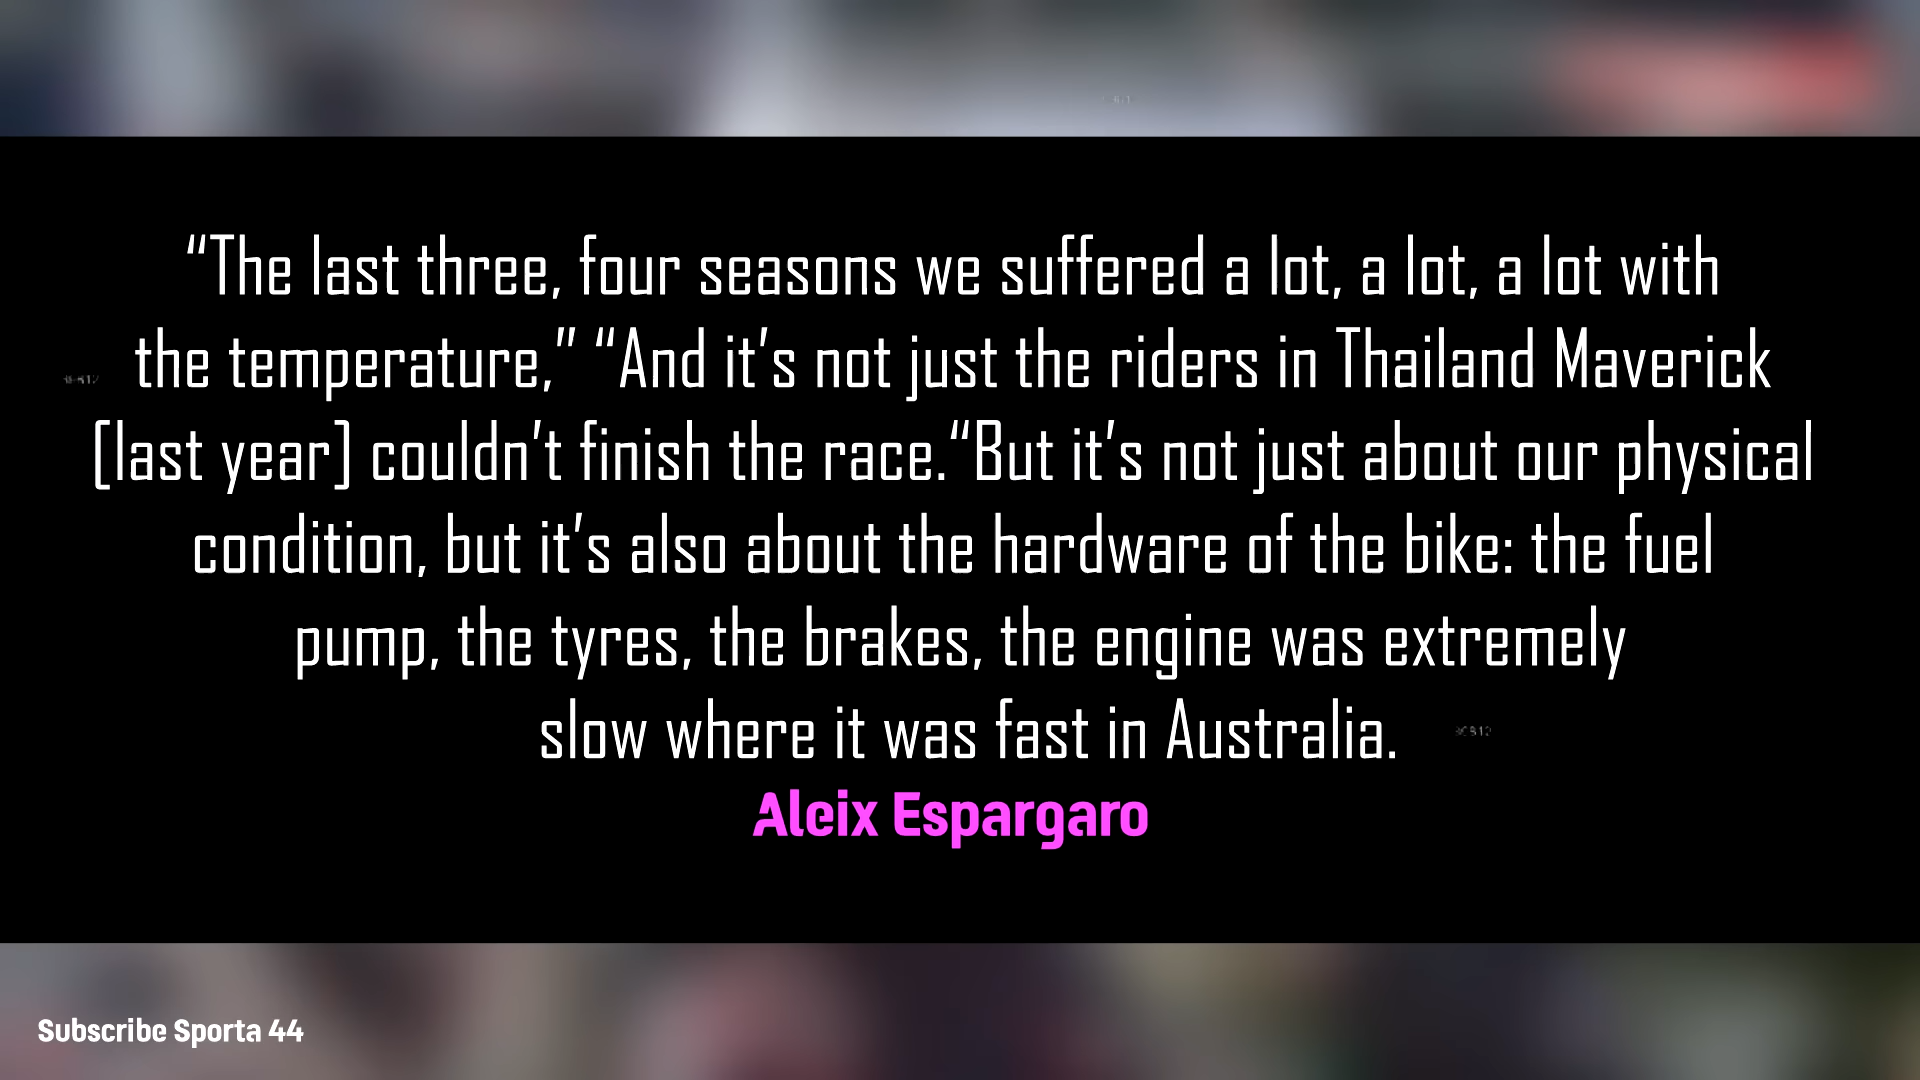 “The last three, four seasons we suffered a lot, a lot, a lot with
the temperature,” “And it’s not just the riders in Thailand Maverick
[last year] couldn’t finish the race.“But it’s not just about our physical
condition, but it’s also about the hardware of the bike: the fuel
pump, the tyres, the brakes, the engine was extremely
slow where it was fast in Australia.
Aleix Espargaro
Subscribe Sporta 44